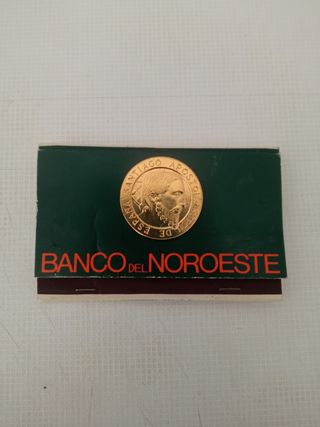 SANTIAGO APOSTOL
DE ESPAÑA
BANCO DEL NOROESTE